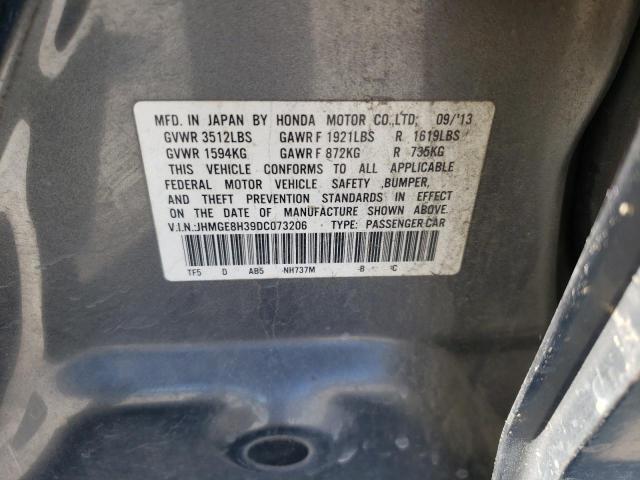 MFD. IN JAPAN BY HONDA MOTOR CO.,LTD; 09/'13
GVWR 3512LBS GAWR F 1921LBS R 1619LBS
GVWR 1594KG GAWR F 872KG R 735KG
THIS VEHICLE CONFORMS TO ALL APPLICABLE
FEDERAL MOTOR VEHICLE SAFETY ,BUMPER,
AND THEFT PREVENTION STANDARDS IN EFFECT
ON THE DATE OF MANUFACTURE SHOWN ABOVE.
V.I.N.:JHMGE8H39DC073206 TYPE: PASSENGER CAR
TF5 D AB5 NH737M B C